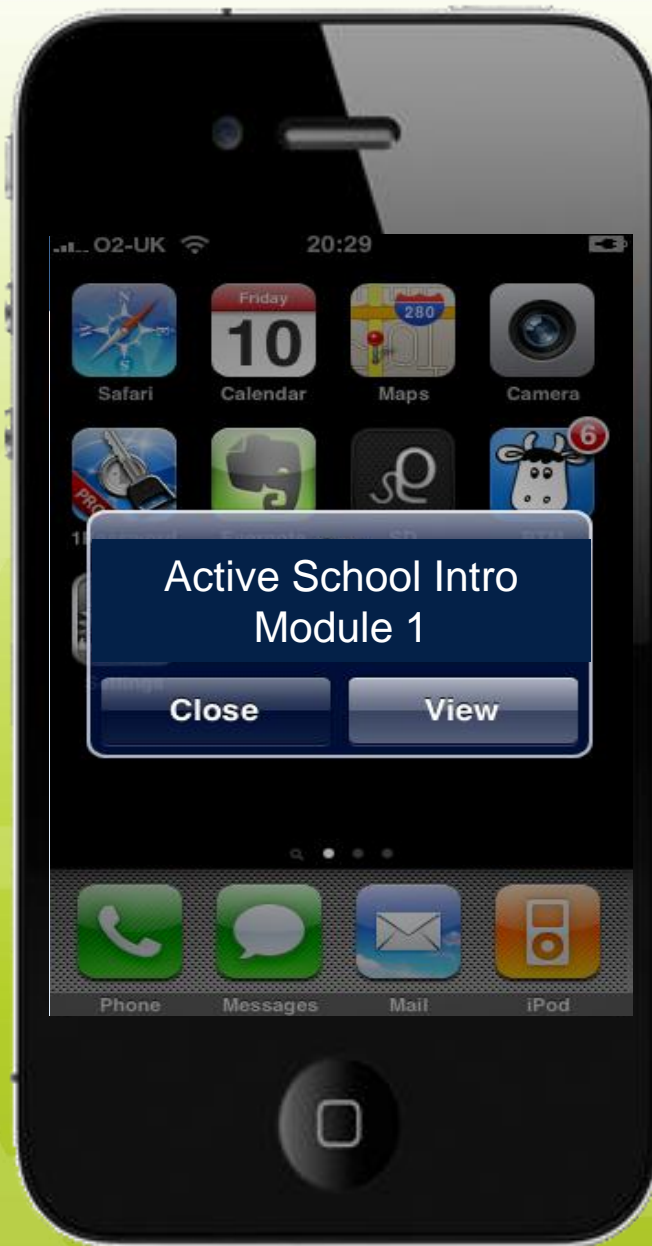 O2-UK 20:29
Friday
280
10
Safari Calendar Maps Camera
6
PRO
Active School Intro
Module 1
Close View
Phone Messages Mail iPod